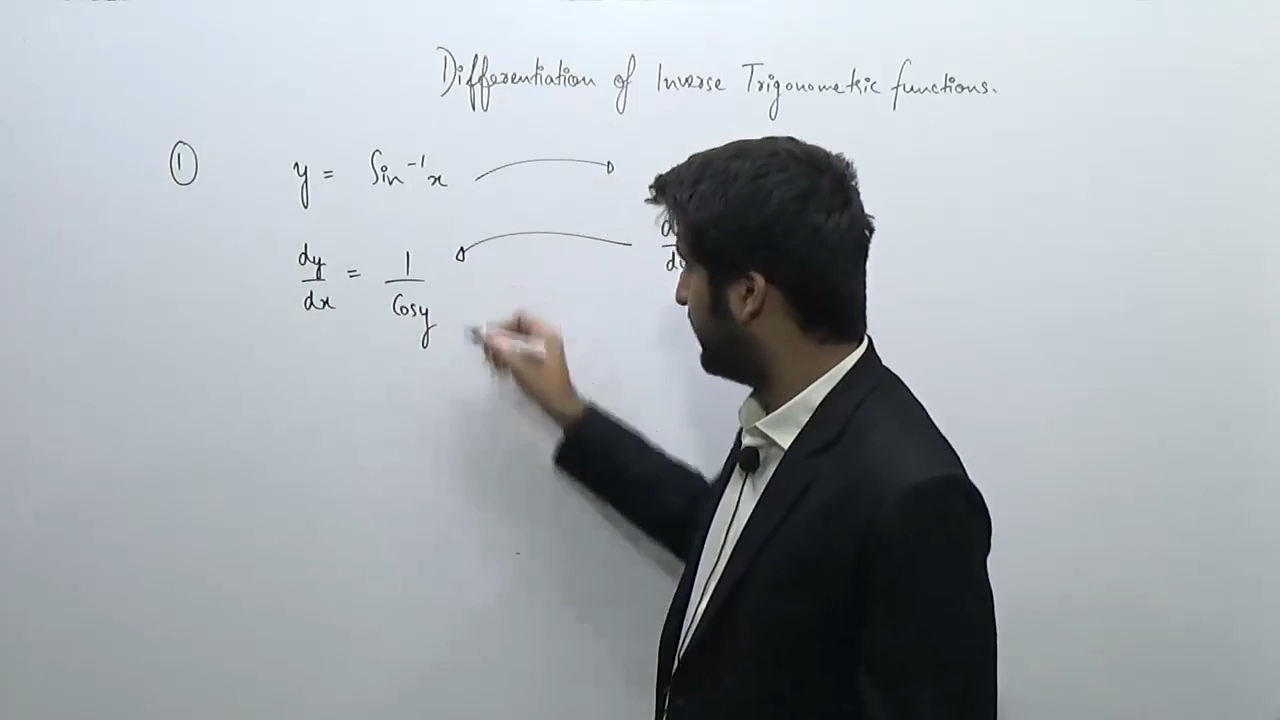 Differentiation of Inverse Trigonometric functions.
① y = Sin⁻¹x
dy/dx = 1/Cosy